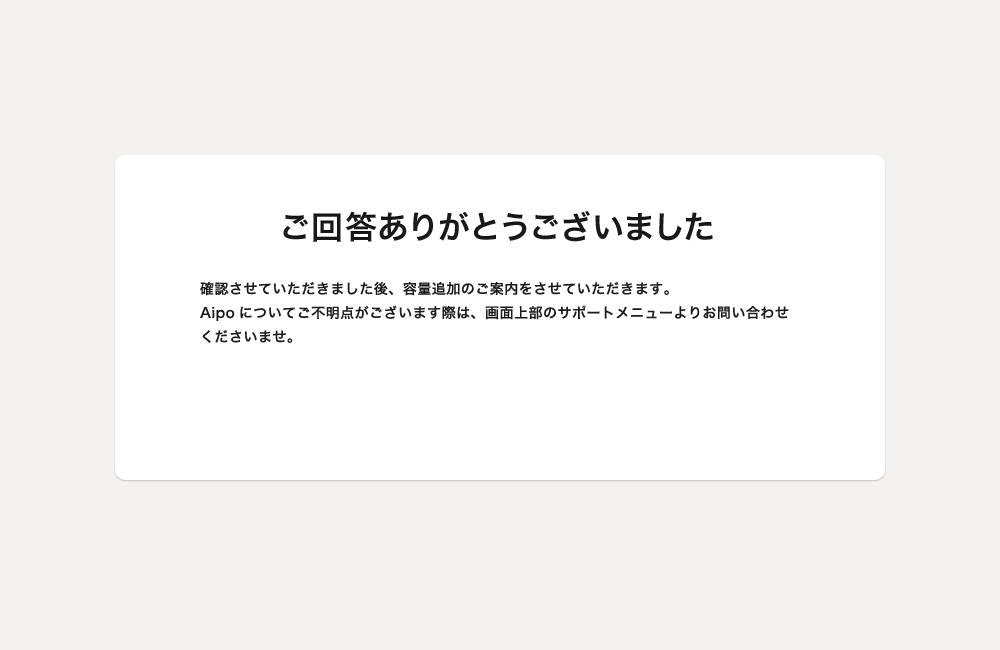 ご回答ありがとうございました
確認させていただきました後、容量追加のご案内をさせていただきます。
Aipo についてご不明点がございます際は、画面上部のサポートメニューよりお問い合わせ
くださいませ。